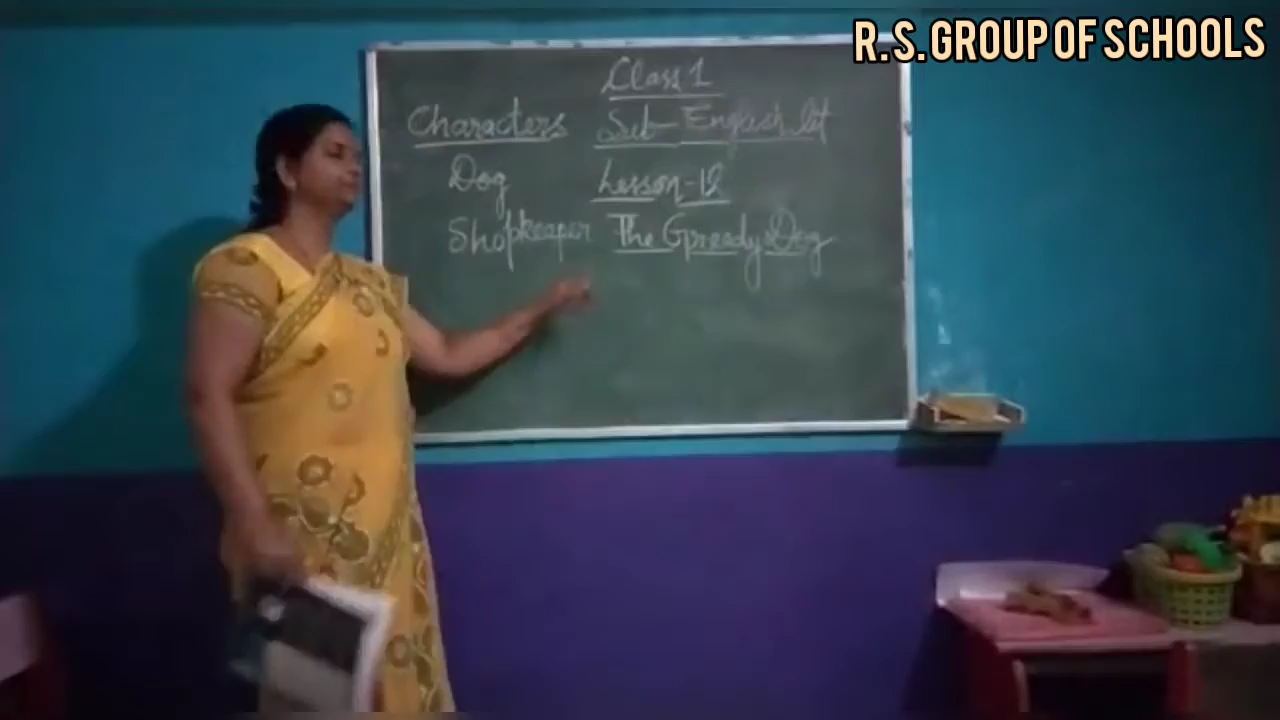 R.S. GROUP OF SCHOOLS
Class 1
Characters
Sub- English lit
Dog
Lesson-12
Shopkeeper
The Greedy Dog